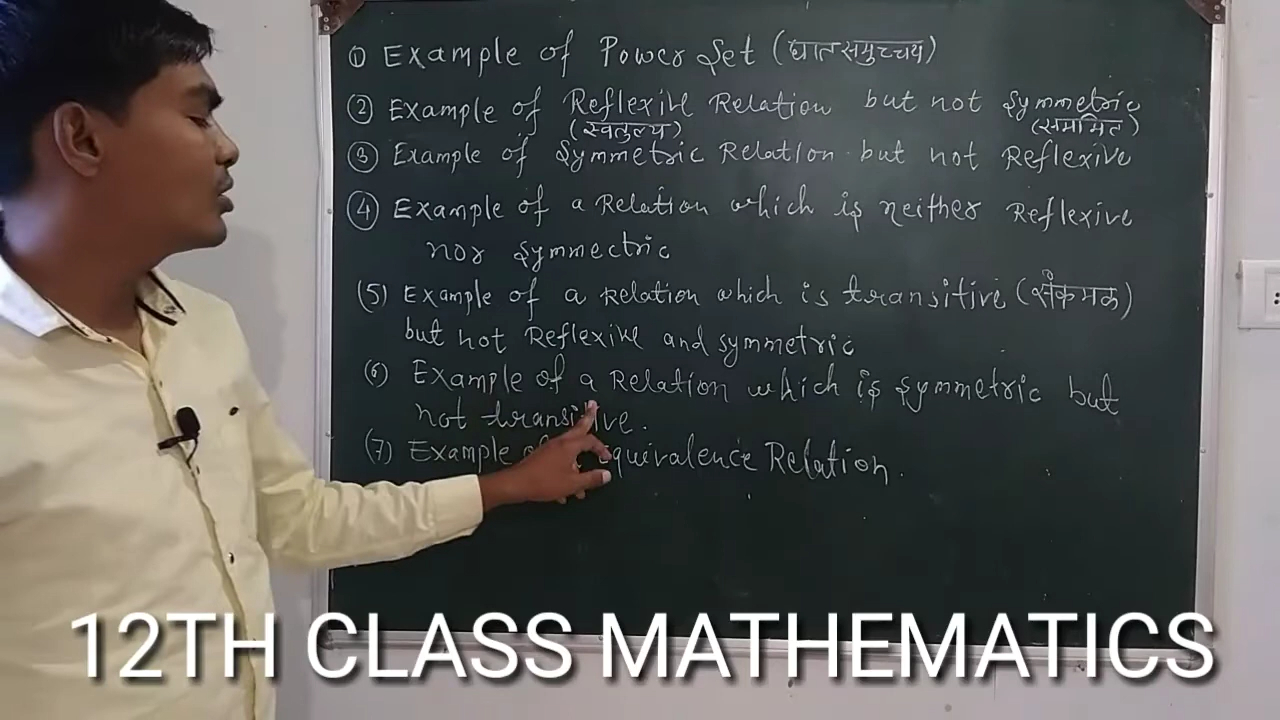 ① Example of Power Set (घातसमुच्चय)
② Example of Reflexive Relation but not Symmetric
(स्वतुल्य) (सममित)
③ Example of Symmetric Relation but not Reflexive
④ Example of a Relation which is neither Reflexive
nor Symmectric
(5) Example of a Relation which is transitive (संक्रमक)
but not Reflexive and symmetric
(6) Example of a Relation which is symmetric but
not transitive.
(7) Example of Equivalence Relation.
12TH CLASS MATHEMATICS